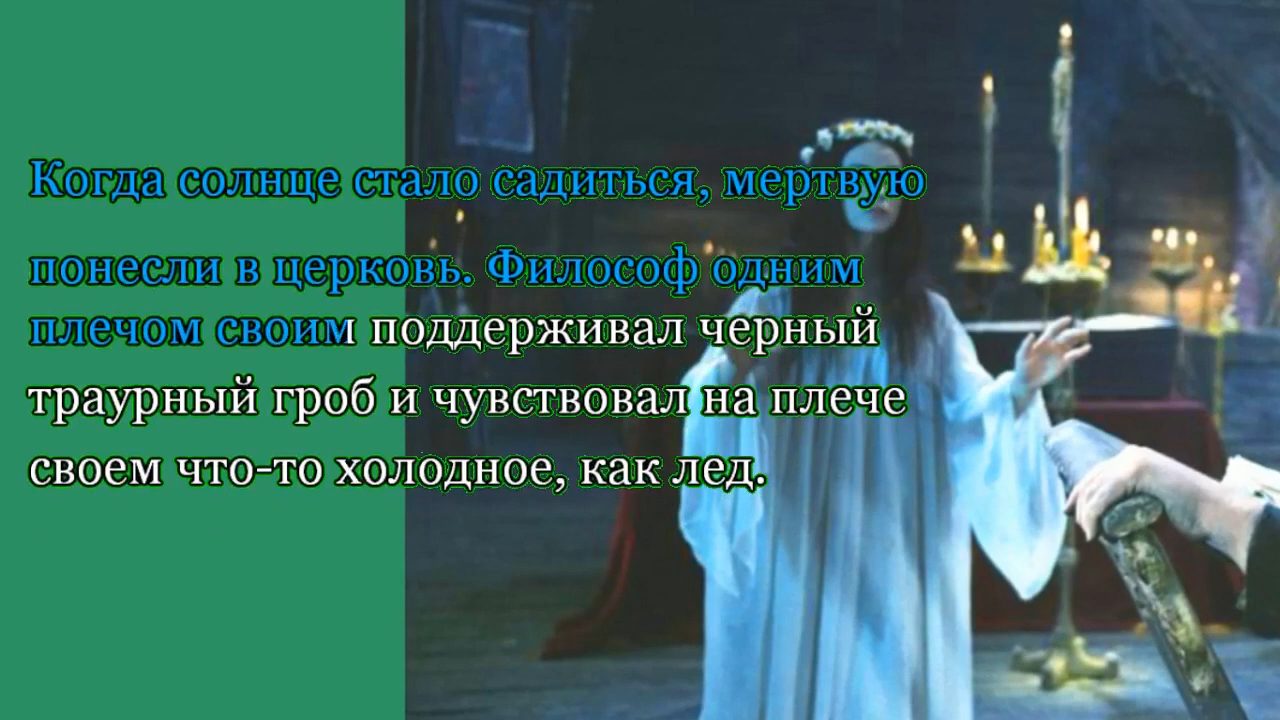 Когда солнце стало садиться, мертвую
понесли в церковь. Философ одним
плечом своим поддерживал черный
траурный гроб и чувствовал на плече
своем что-то холодное, как лед.